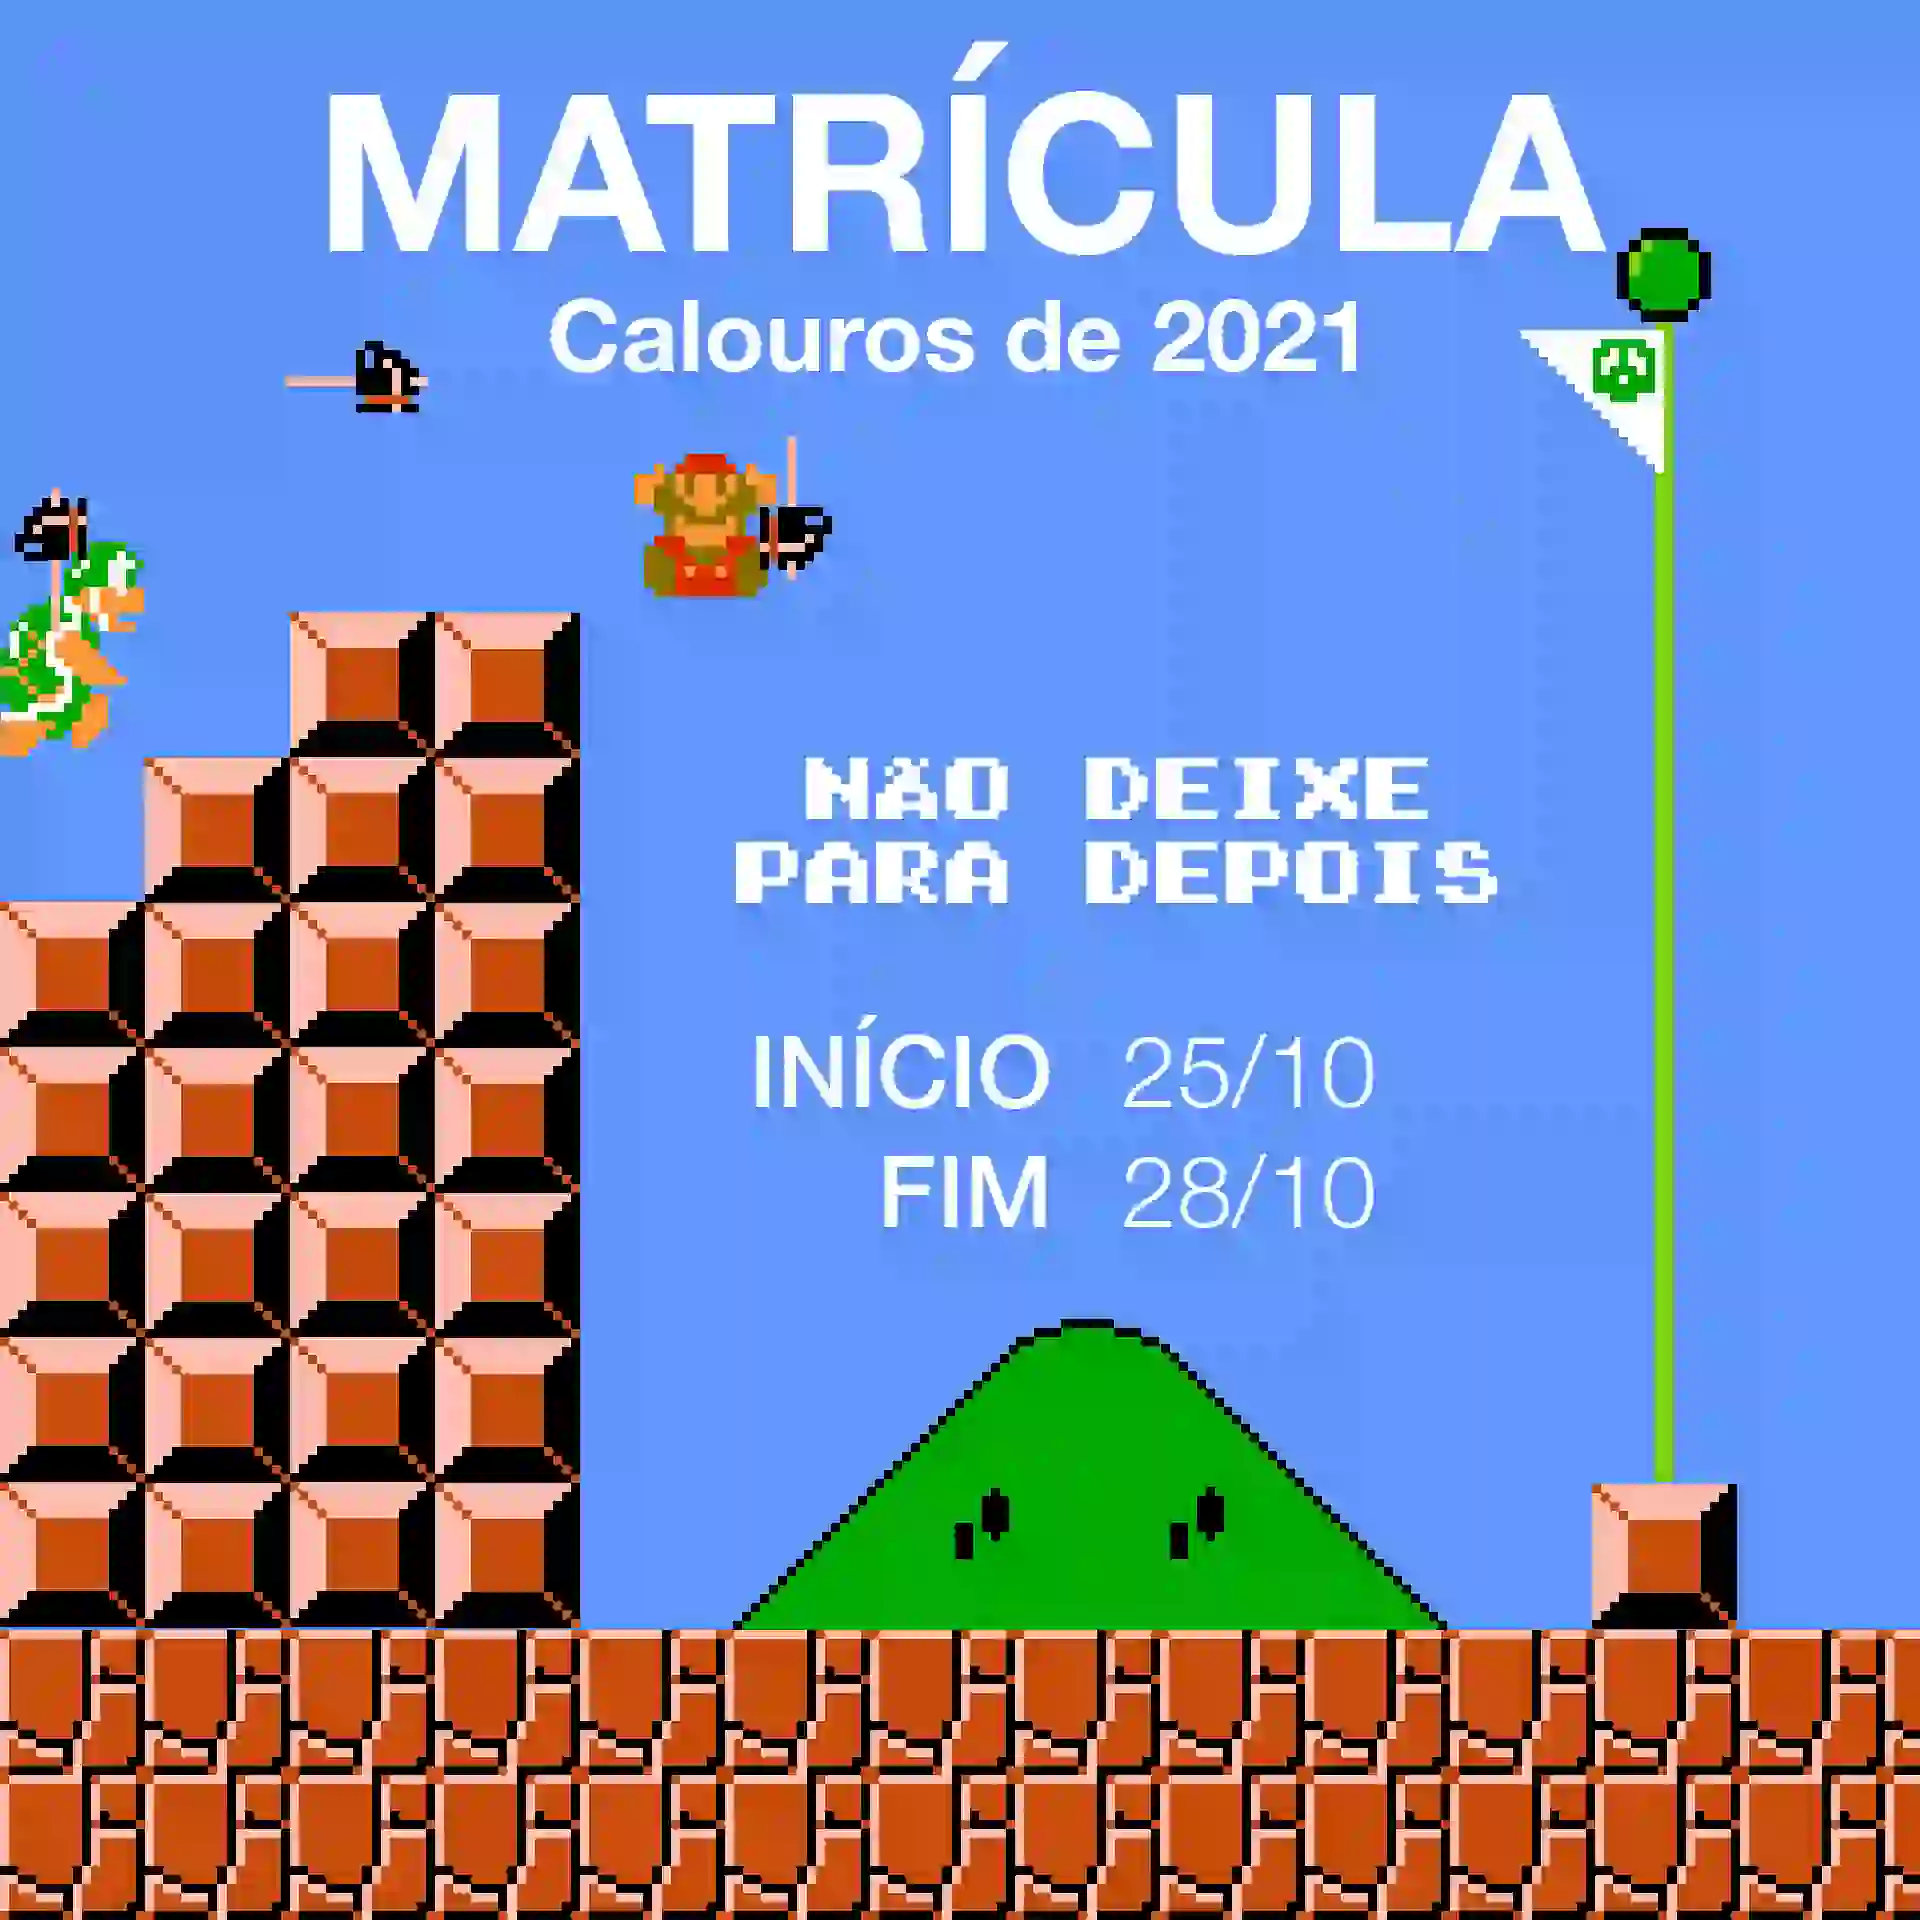 MATRÍCULA
Calouros de 2021
NÃO DEIXE
PARA DEPOIS
INÍCIO 25/10
FIM 28/10